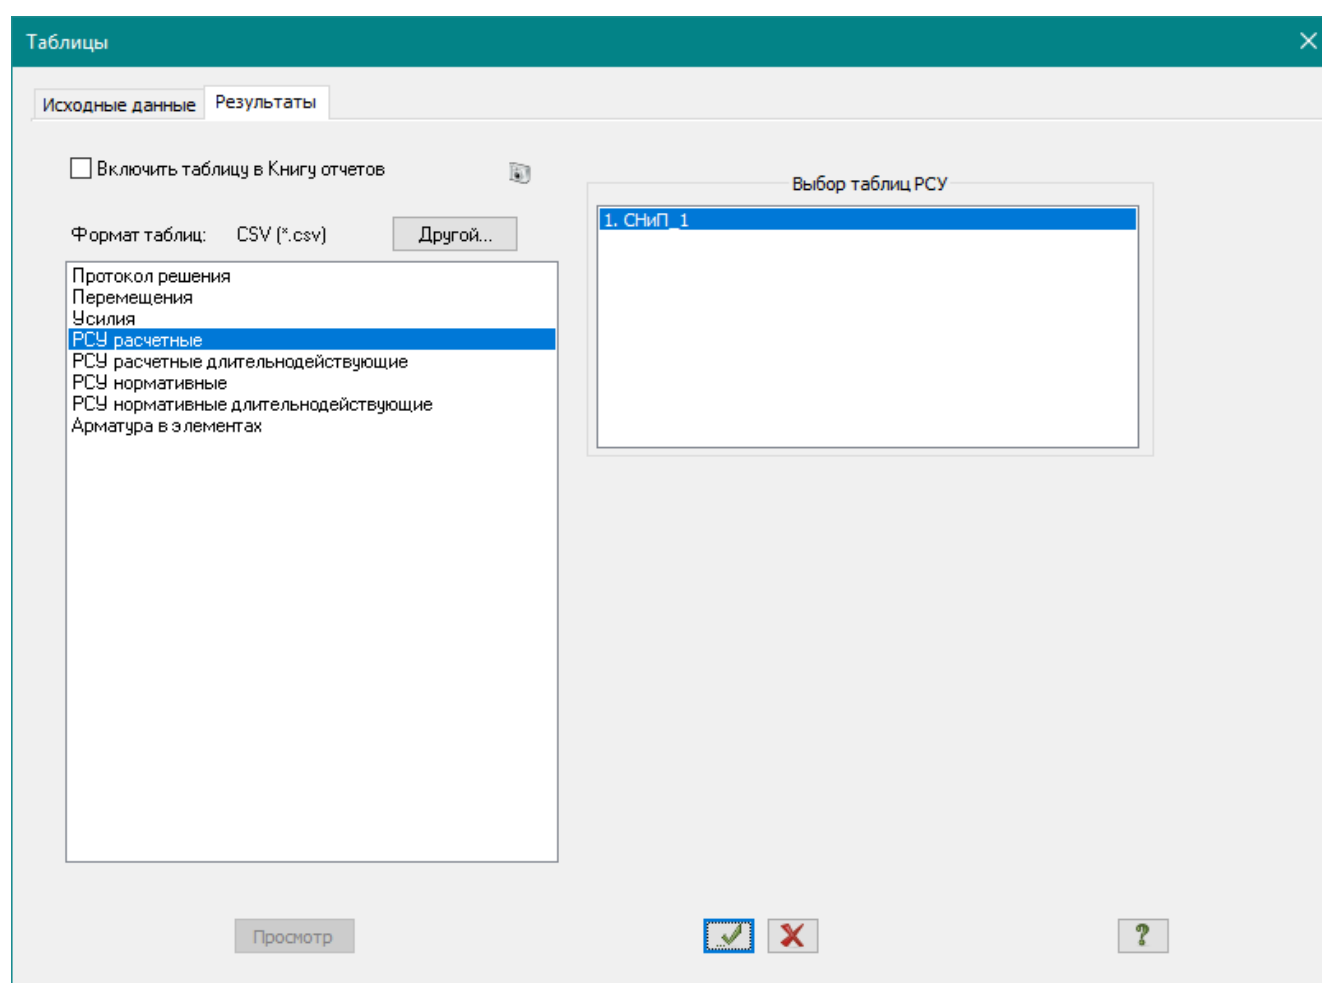 Таблицы
Исходные данные
Результаты
Включить таблицу в Книгу отчетов
Формат таблиц: CSV (*.csv) Другой...
Протокол решения
Перемещения
Усилия
РСУ расчетные
РСУ расчетные длительнодействующие
РСУ нормативные
РСУ нормативные длительнодействующие
Арматура в элементах
Выбор таблиц РСУ
1. СНиП_1
Просмотр
?